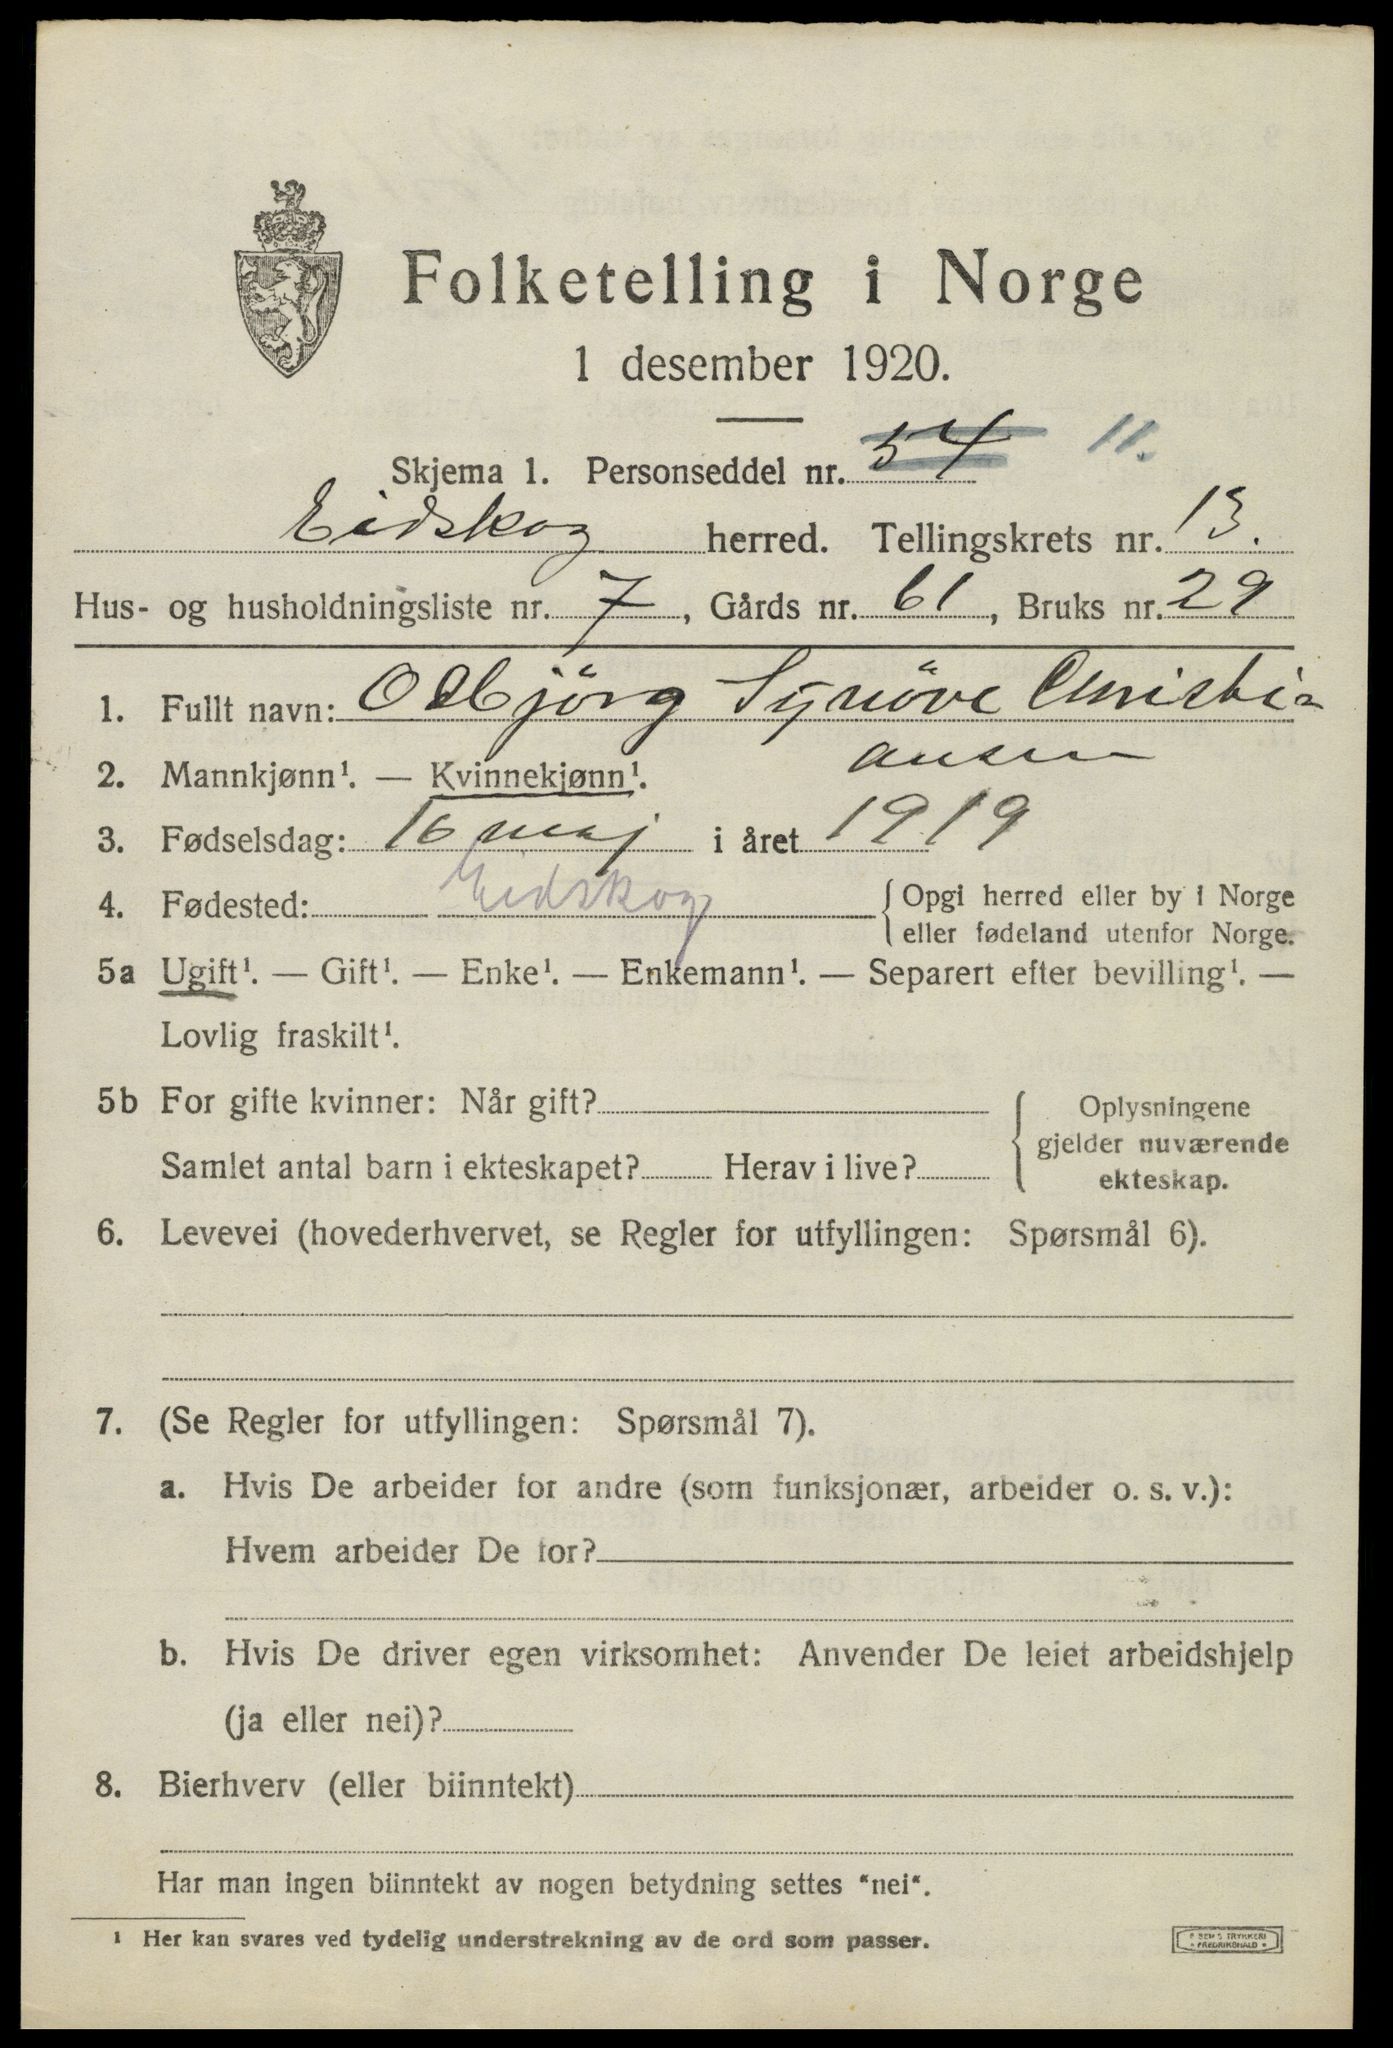 Folketelling i Norge
1 desember 1920.
Skjema 1. Personseddel nr. 54 11.
Eidskog herred. Tellingskrets nr. 13.
Hus- og husholdningsliste nr. 7, Gårds nr. 61, Bruks nr. 29
1. Fullt navn: Oddbjörg Synöve Christi-
ansen
2. Mannkjønn¹. — Kvinnekjønn¹.
3. Fødselsdag: 16 maj i året 1919
4. Fødested: Eidskog { Opgi herred eller by i Norge
eller fødeland utenfor Norge.
5a Ugift¹. — Gift¹. — Enke¹. — Enkemann¹. — Separert efter bevilling¹. —
Lovlig fraskilt¹.
5b For gifte kvinner: Når gift?
Samlet antal barn i ekteskapet? Herav i live?
{ Oplysningene
gjelder nuværende
ekteskap.
6. Levevei (hovederhvervet, se Regler for utfyllingen: Spørsmål 6).
7. (Se Regler for utfyllingen: Spørsmål 7).
a. Hvis De arbeider for andre (som funksjonær, arbeider o. s. v.):
Hvem arbeider De for?
b. Hvis De driver egen virksomhet: Anvender De leiet arbeidshjelp
(ja eller nei)?
8. Bierhverv (eller biinntekt)
Har man ingen biinntekt av nogen betydning settes "nei".
¹ Her kan svares ved tydelig understrekning av de ord som passer.
TRYKKERI
FREDRIKSHALD